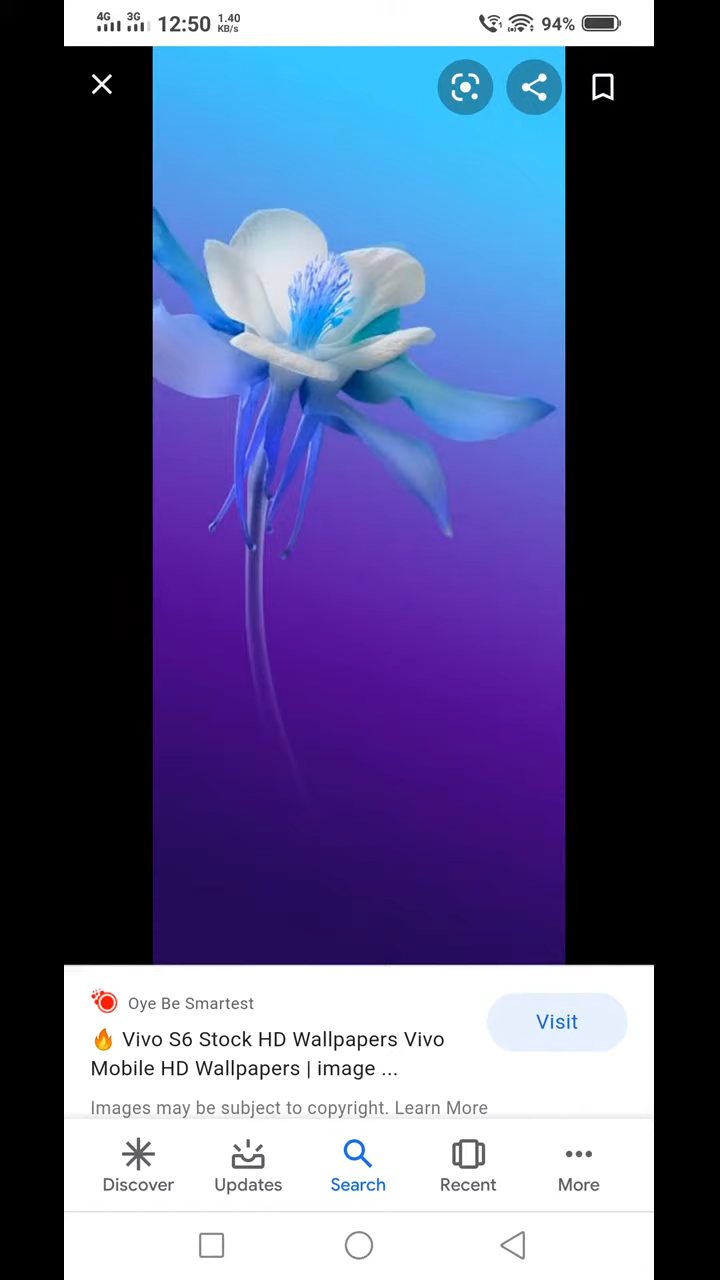 4G 3G 12:50 1.40 KB/s 94%
Oye Be Smartest
🔥 Vivo S6 Stock HD Wallpapers Vivo
Mobile HD Wallpapers | image ...
Visit
Images may be subject to copyright. Learn More
Discover Updates Search Recent More